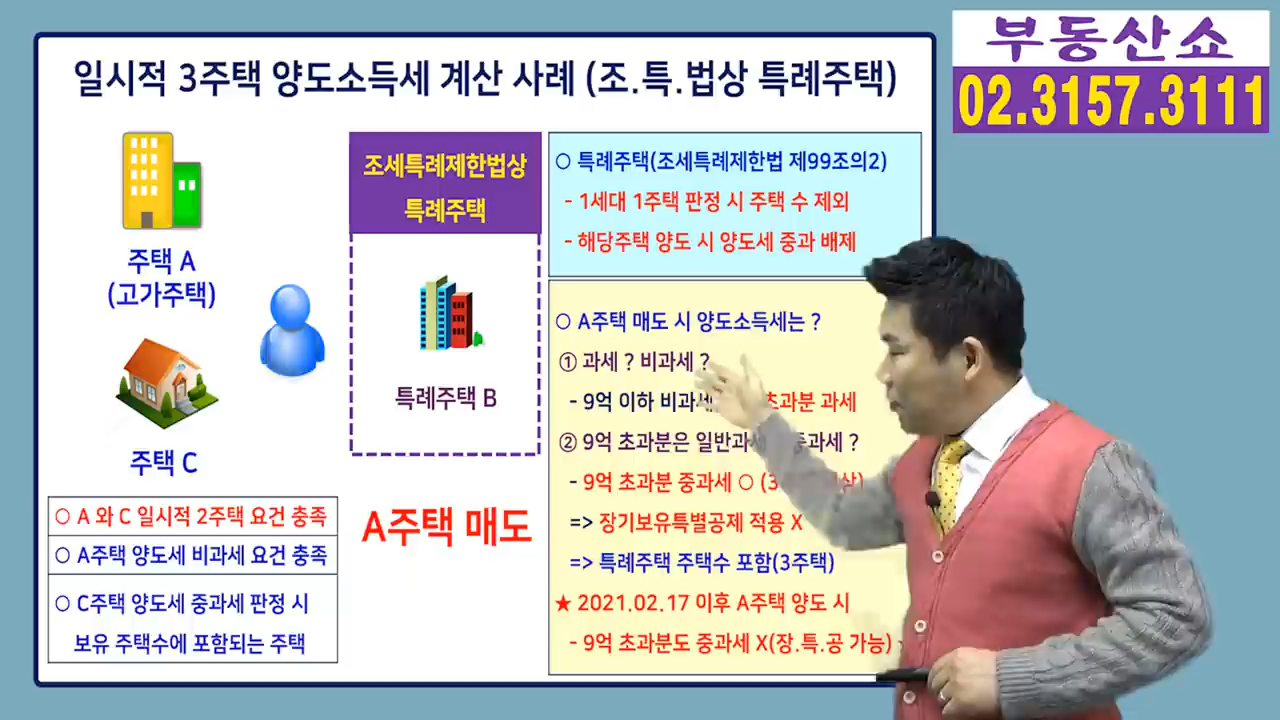 부동산쇼
02.3157.3111
일시적 3주택 양도소득세 계산 사례 (조.특.법상 특례주택)
주택 A
(고가주택)
주택 C
조세특례제한법상
특례주택
특례주택 B
A주택 매도
○ A 와 C 일시적 2주택 요건 충족
○ A주택 양도세 비과세 요건 충족
○ C주택 양도세 중과세 판정 시
보유 주택수에 포함되는 주택
○ 특례주택(조세특례제한법 제99조의2)
- 1세대 1주택 판정 시 주택 수 제외
- 해당주택 양도 시 양도세 중과 배제
○ A주택 매도 시 양도소득세는 ?
① 과세 ? 비과세 ?
- 9억 이하 비과세 초과분 과세
② 9억 초과분은 일반과세 중과세 ?
- 9억 초과분 중과세 ○ (3
=> 장기보유특별공제 적용 X
=> 특례주택 주택수 포함(3주택)
★ 2021.02.17 이후 A주택 양도 시
- 9억 초과분도 중과세 X(장.특.공 가능)